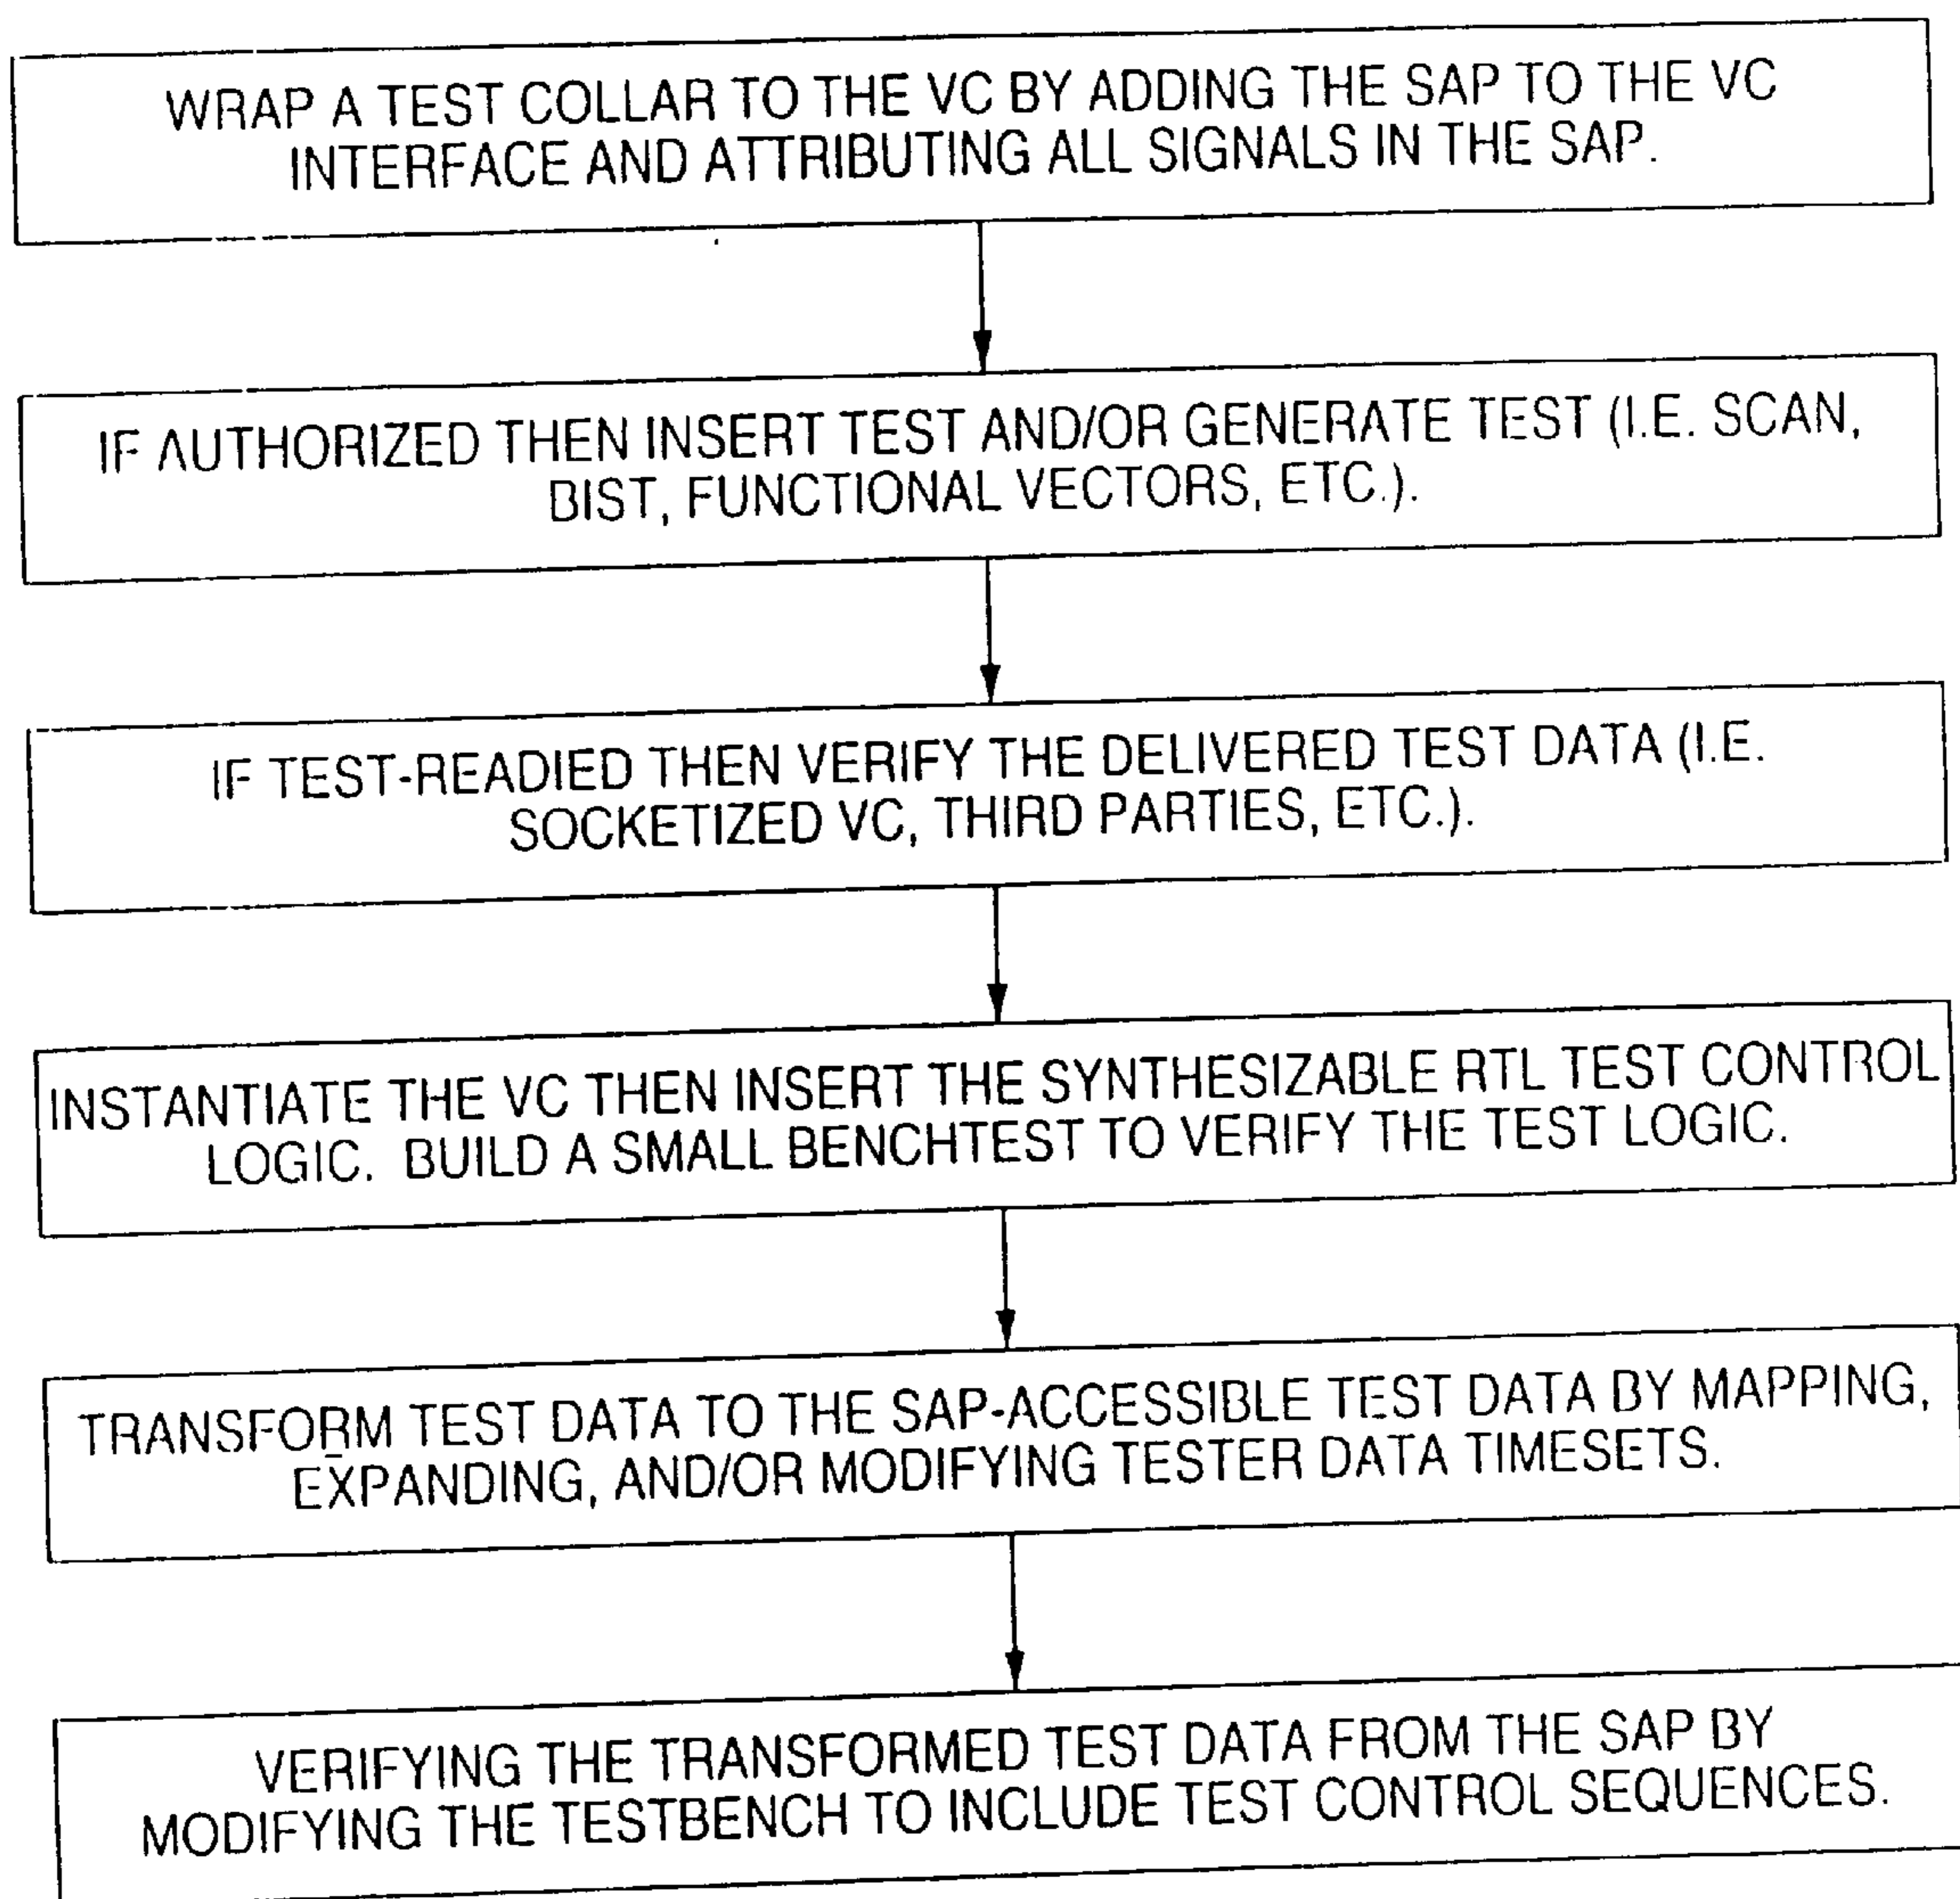 WRAP A TEST COLLAR TO THE VC BY ADDING THE SAP TO THE VC
INTERFACE AND ATTRIBUTING ALL SIGNALS IN THE SAP.
IF AUTHORIZED THEN INSERT TEST AND/OR GENERATE TEST (I.E. SCAN,
BIST, FUNCTIONAL VECTORS, ETC.).
IF TEST-READIED THEN VERIFY THE DELIVERED TEST DATA (I.E.
SOCKETIZED VC, THIRD PARTIES, ETC.).
INSTANTIATE THE VC THEN INSERT THE SYNTHESIZABLE RTL TEST CONTROL
LOGIC. BUILD A SMALL BENCHTEST TO VERIFY THE TEST LOGIC.
TRANSFORM TEST DATA TO THE SAP-ACCESSIBLE TEST DATA BY MAPPING,
EXPANDING, AND/OR MODIFYING TESTER DATA TIMESETS.
VERIFYING THE TRANSFORMED TEST DATA FROM THE SAP BY
MODIFYING THE TESTBENCH TO INCLUDE TEST CONTROL SEQUENCES.